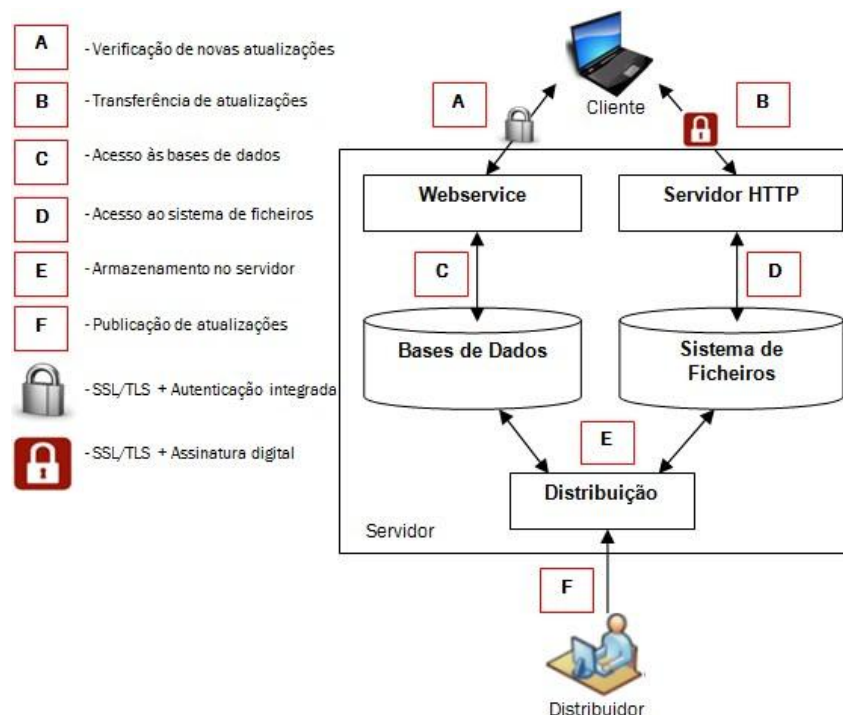 A - Verificação de novas atualizações
B - Transferência de atualizações
C - Acesso às bases de dados
D - Acesso ao sistema de ficheiros
E - Armazenamento no servidor
F - Publicação de atualizações
- SSL/TLS + Autenticação integrada
- SSL/TLS + Assinatura digital
A
Cliente
B
Webservice
Servidor HTTP
C
D
Bases de Dados
Sistema de
Ficheiros
E
Distribuição
Servidor
F
Distribuidor